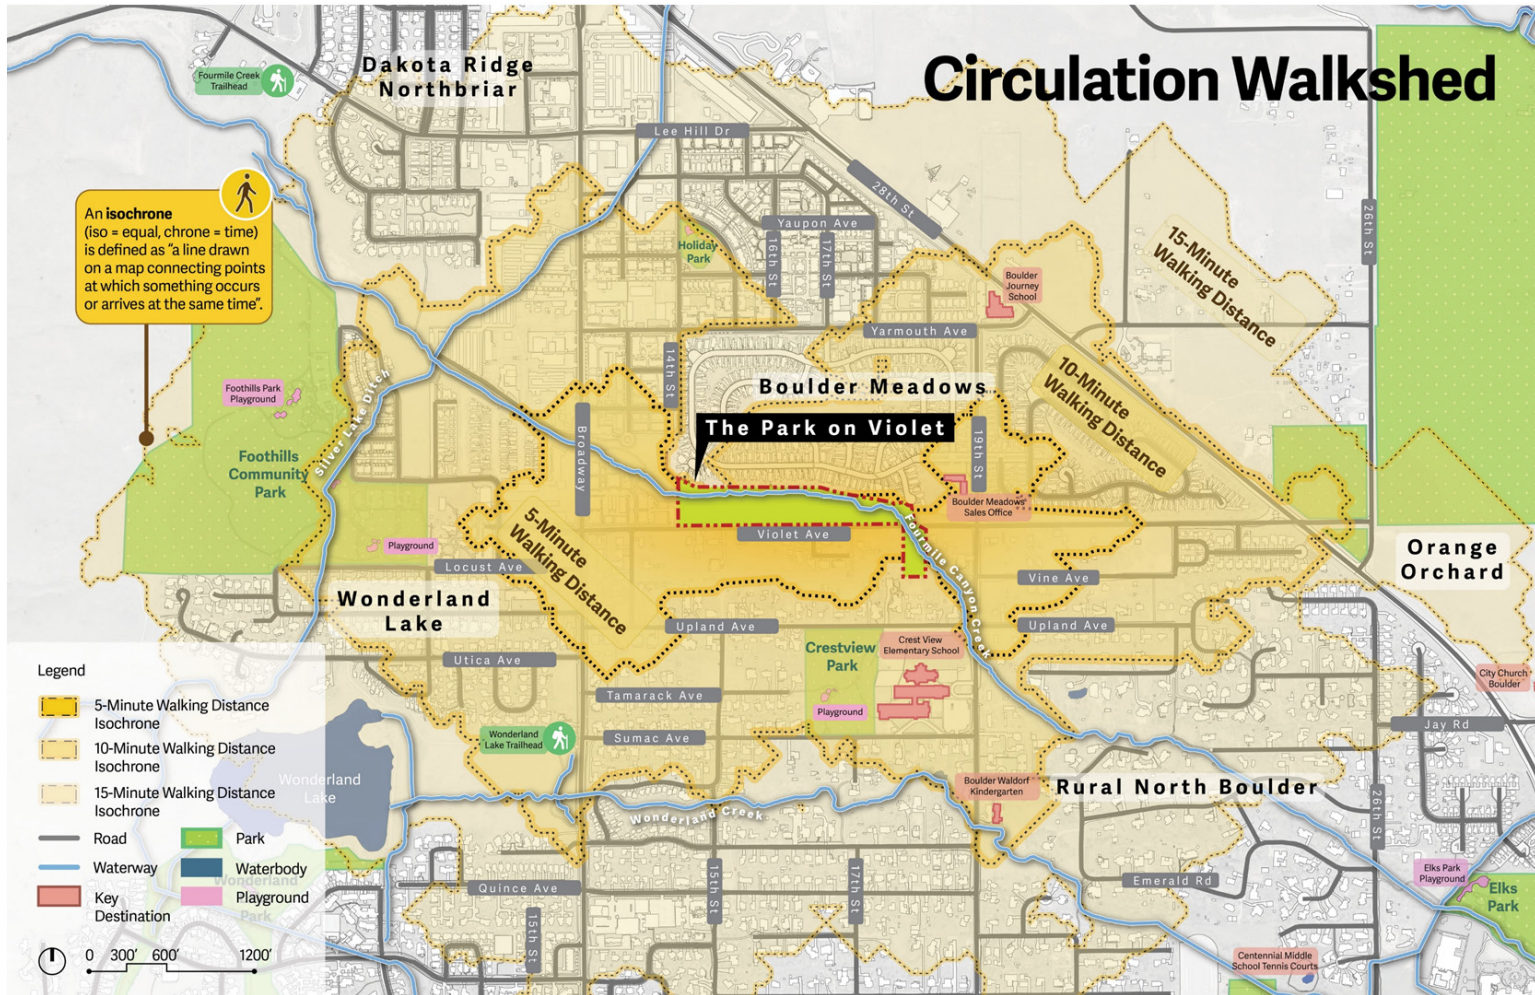 Circulation Walkshed
Dakota Ridge
Northbriar
Fourmile Creek
Trailhead
Lee Hill Dr
28th St
26th St
An isochrone
(iso = equal, chrone = time)
is defined as "a line drawn
on a map connecting points
at which something occurs
or arrives at the same time".
Yaupon Ave
16th St
17th St
Holiday
Park
15-Minute
Walking Distance
Boulder
Journey
School
Yarmouth Ave
14th St
10-Minute
Walking Distance
Boulder Meadows
Foothills Park
Playground
Silver Lake Ditch
The Park on Violet
Broadway
19th St
Foothills
Community
Park
Boulder Meadows
Sales Office
5-Minute
Walking Distance
Violet Ave
Fourmile Canyon Creek
Playground
Locust Ave
Vine Ave
Orange
Orchard
Wonderland
Lake
Upland Ave
Upland Ave
Crestview
Park
Crest View
Elementary School
Utica Ave
Tamarack Ave
Playground
City Church
Boulder
Jay Rd
Wonderland
Lake Trailhead
Sumac Ave
Boulder Waldorf
Kindergarten
Rural North Boulder
26th St
Wonderland Creek
Wonderland
Lake
Quince Ave
15th St
15th St
17th St
Emerald Rd
Elks Park
Playground
Elks
Park
Centennial Middle
School Tennis Courts
Legend
5-Minute Walking Distance
Isochrone
10-Minute Walking Distance
Isochrone
15-Minute Walking Distance
Isochrone
Road
Park
Waterway
Waterbody
Wonderland
Key
Destination
Playground
Park
0 300' 600' 1200'